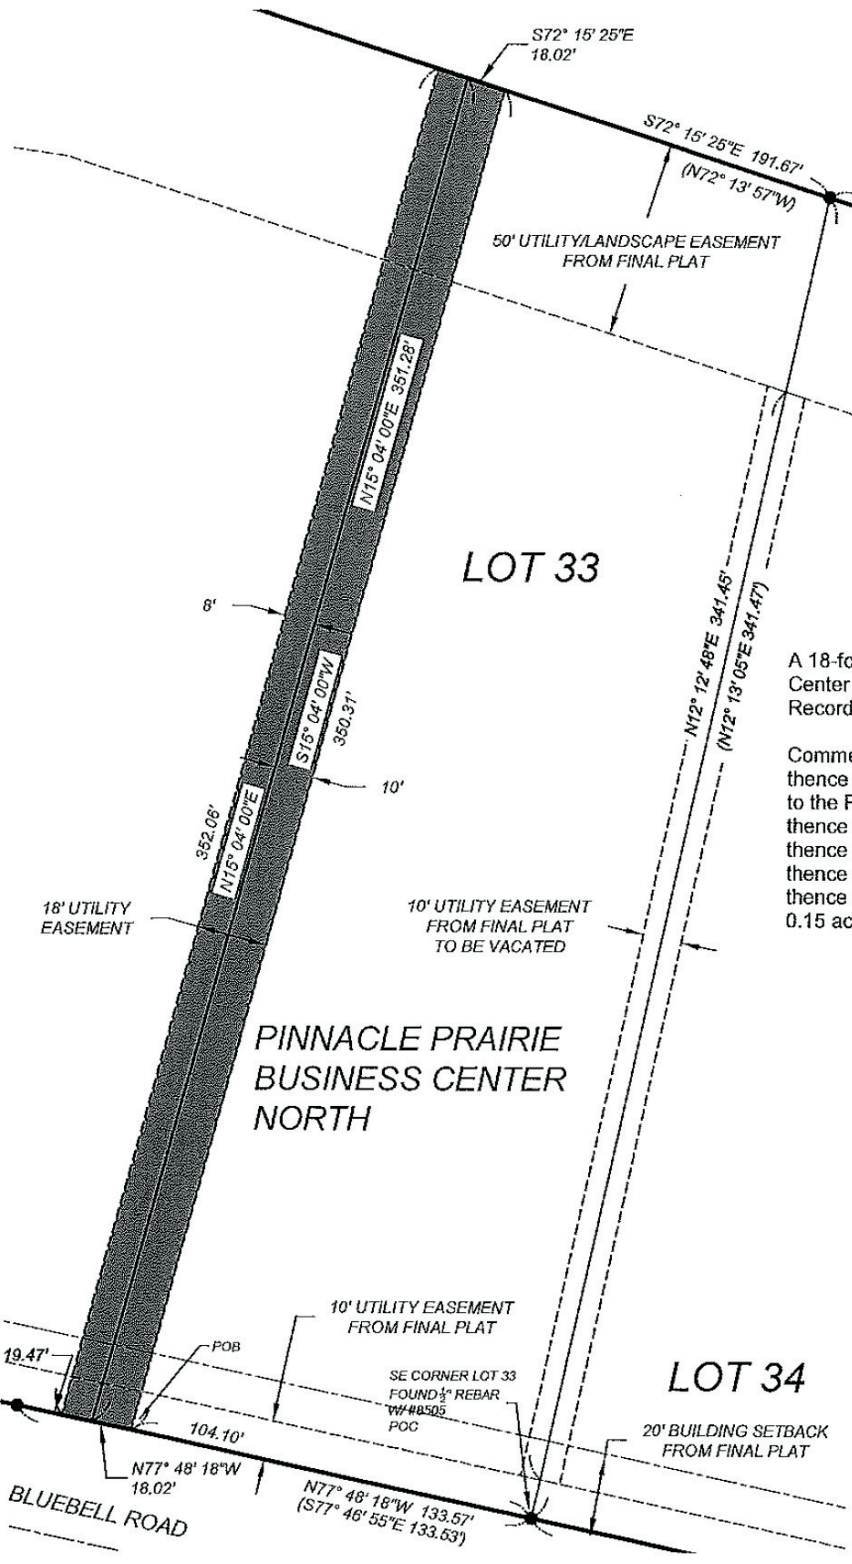 S72° 15' 25"E
18.02'
S72° 15' 25"E 191.67'
(N72° 13' 57"W)
50' UTILITY/LANDSCAPE EASEMENT
FROM FINAL PLAT
N15° 04' 00"E 351.28'
LOT 33
8'
N12° 12' 48"E 341.45'
(N12° 13' 05"E 341.47')
S15° 04' 00"W
350.31'
10'
352.06'
N15° 04' 00"E
A 18-fo
Center
Record
Comme
thence
to the P
thence
thence
thence
thence
0.15 ac
18' UTILITY
EASEMENT
10' UTILITY EASEMENT
FROM FINAL PLAT
TO BE VACATED
PINNACLE PRAIRIE
BUSINESS CENTER
NORTH
10' UTILITY EASEMENT
FROM FINAL PLAT
19.47'
POB
SE CORNER LOT 33
FOUND ½" REBAR
W/ #8505
POC
LOT 34
104.10'
20' BUILDING SETBACK
FROM FINAL PLAT
N77° 48' 18"W
18.02'
N77° 48' 18"W 133.57'
(S77° 46' 55"E 133.53')
BLUEBELL ROAD